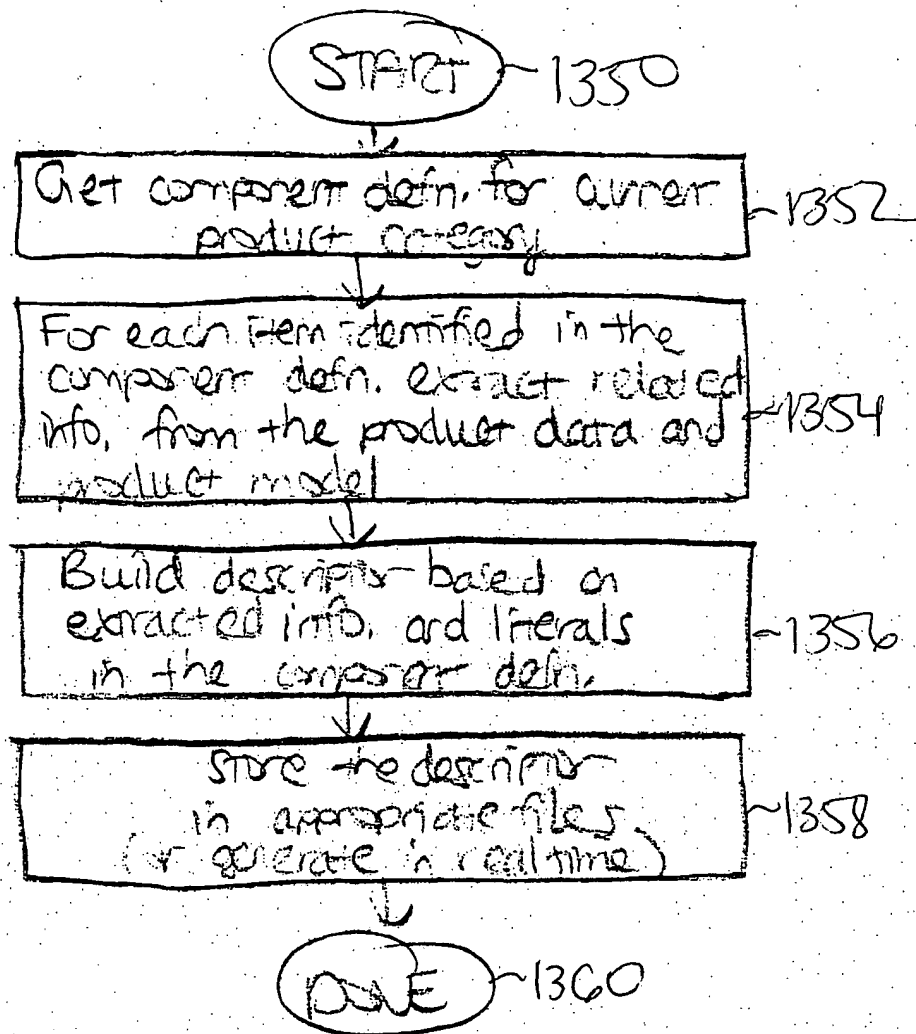 START ~1350
Get component defn. for current
product category
~1352
For each item identified in the
component defn. extract related
info. from the product data and
product model
~1354
Build descriptor based on
extracted info. and literals
in the component defn.
~1356
Store the descriptor
in appropriate files
(or generate in real time)
~1358
DONE ~1360